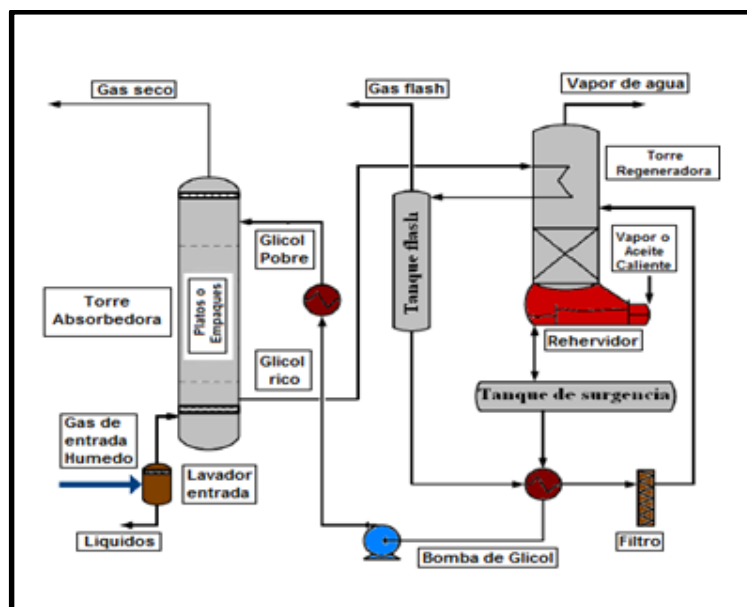 Gas seco
Gas flash
Vapor de agua
Torre
Regeneradora
Glicol
Pobre
Tanque flash
Vapor o
Aceite
Caliente
Torre
Absorbedora
Platos o
Empaques
Glicol
rico
Rehervidor
Tanque de surgencia
Gas de
entrada
Humedo
Lavador
entrada
Liquidos
Bomba de Glicol
Filtro